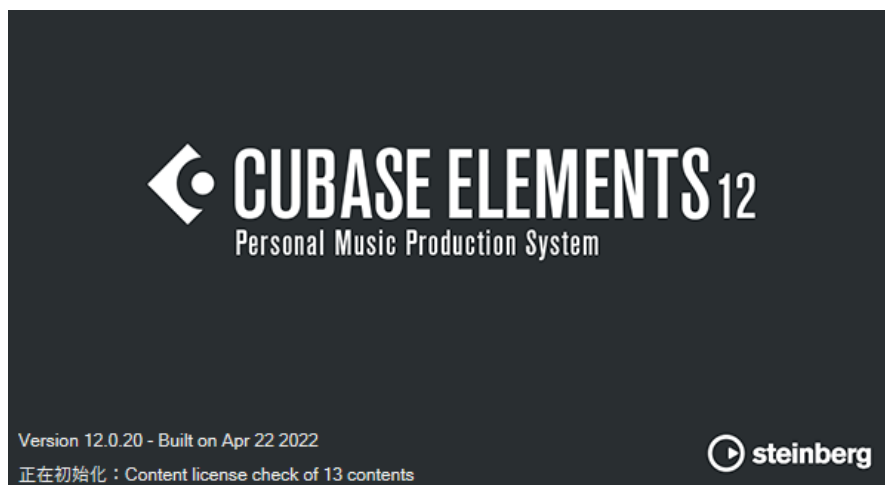 CUBASE ELEMENTS 12
Personal Music Production System
Version 12.0.20 - Built on Apr 22 2022
steinberg
正在初始化：Content license check of 13 contents